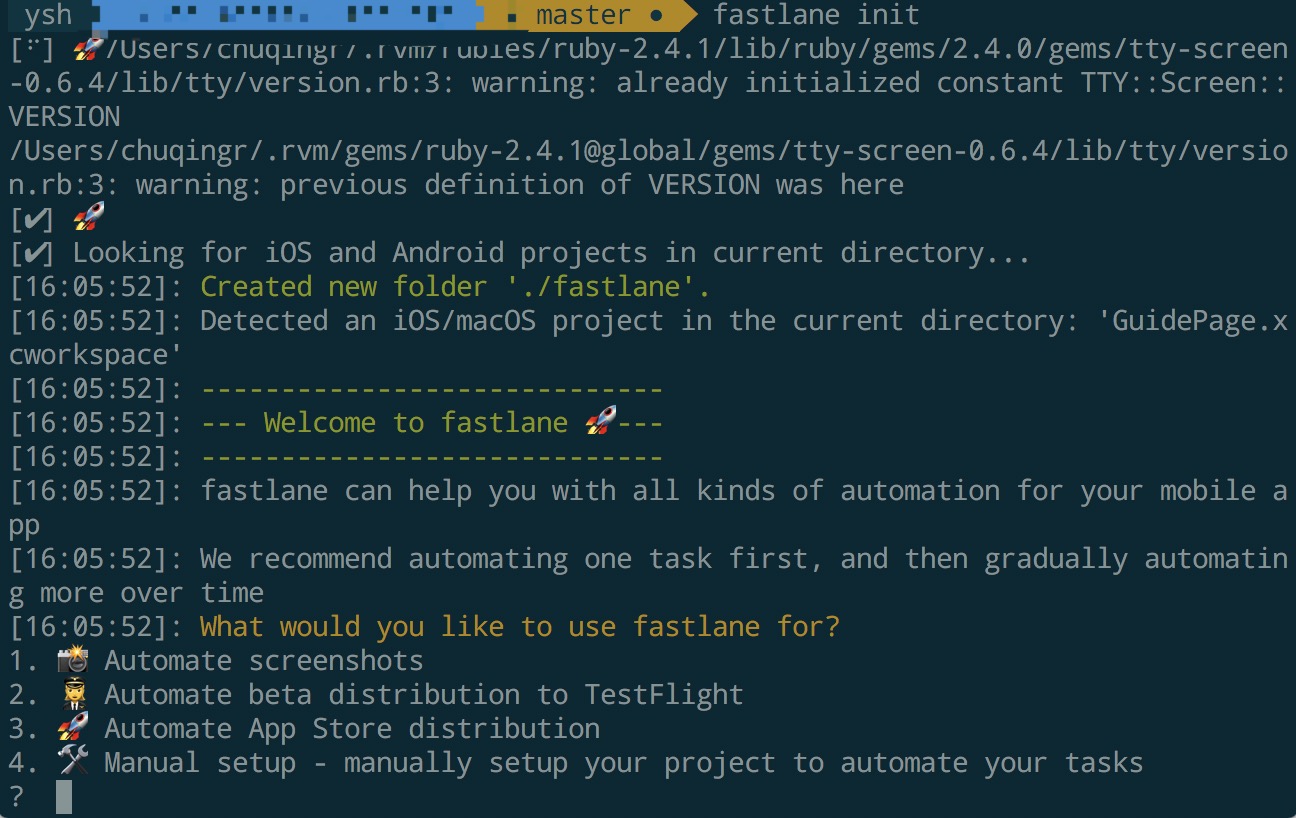 ysh master ● fastlane init
[⠋] 🚀/Users/chuqingr/.rvm/rubies/ruby-2.4.1/lib/ruby/gems/2.4.0/gems/tty-screen
-0.6.4/lib/tty/version.rb:3: warning: already initialized constant TTY::Screen::
VERSION
/Users/chuqingr/.rvm/gems/ruby-2.4.1@global/gems/tty-screen-0.6.4/lib/tty/versio
n.rb:3: warning: previous definition of VERSION was here
[✔] 🚀
[✔] Looking for iOS and Android projects in current directory...
[16:05:52]: Created new folder './fastlane'.
[16:05:52]: Detected an iOS/macOS project in the current directory: 'GuidePage.x
cworkspace'
[16:05:52]: -----------------------------
[16:05:52]: --- Welcome to fastlane 🚀---
[16:05:52]: -----------------------------
[16:05:52]: fastlane can help you with all kinds of automation for your mobile a
pp
[16:05:52]: We recommend automating one task first, and then gradually automatin
g more over time
[16:05:52]: What would you like to use fastlane for?
1. 📸 Automate screenshots
2. 👩‍✈️ Automate beta distribution to TestFlight
3. 🚀 Automate App Store distribution
4. 🛠 Manual setup - manually setup your project to automate your tasks
?